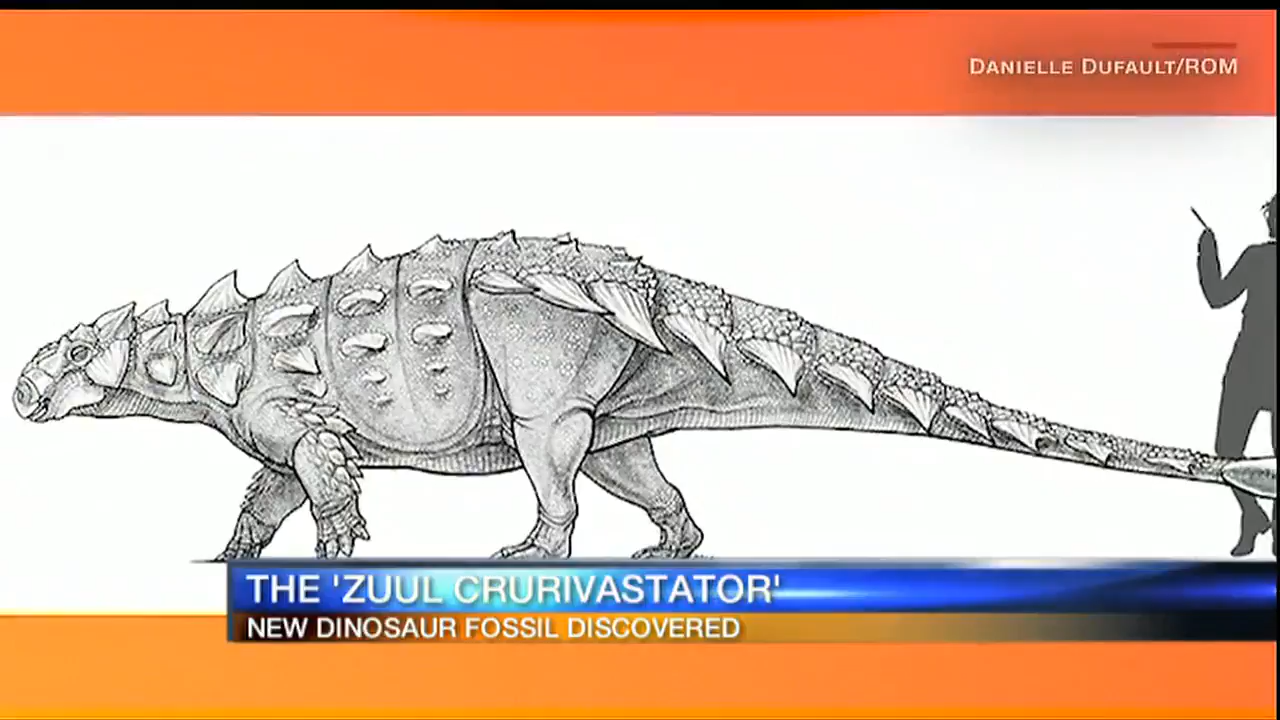 DANIELLE DUFAULT/ROM
THE 'ZUUL CRURIVASTATOR'
NEW DINOSAUR FOSSIL DISCOVERED